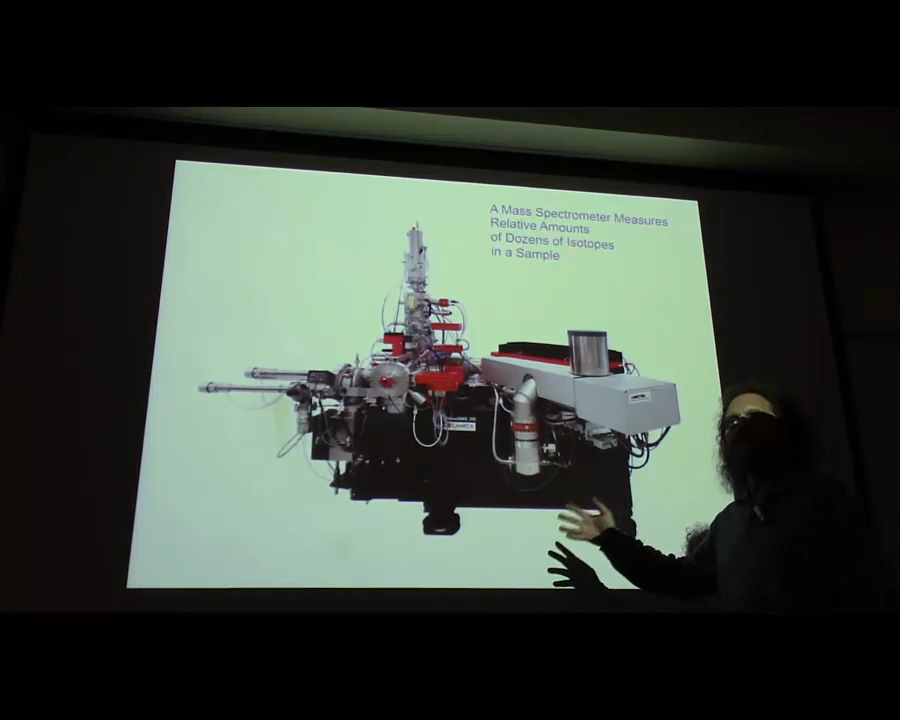 A Mass Spectrometer Measures
Relative Amounts
of Dozens of Isotopes
in a Sample
CAMECA